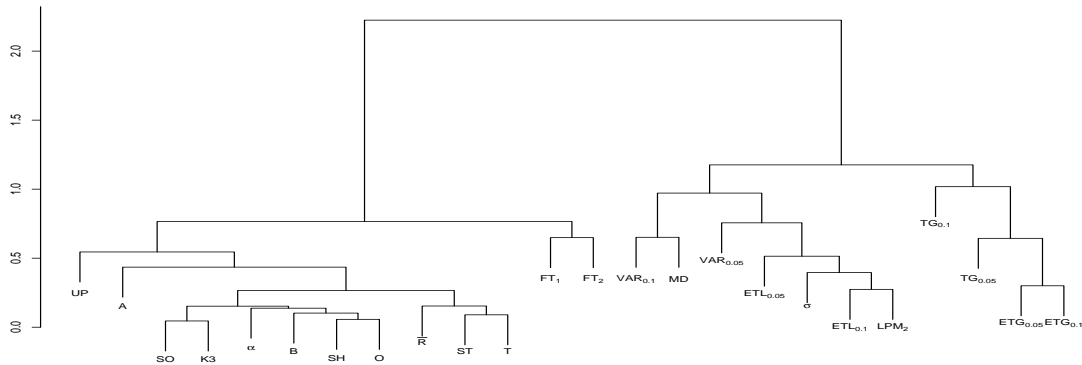 2.0
1.5
1.0
0.5
0.0
UP
A
SO
K3
α
B
SH
O
R̅
ST
T
FT₁
FT₂
VAR₀.₁
MD
VAR₀.₀₅
ETL₀.₀₅
σ
ETL₀.₁
LPM₂
TG₀.₁
TG₀.₀₅
ETG₀.₀₅
ETG₀.₁